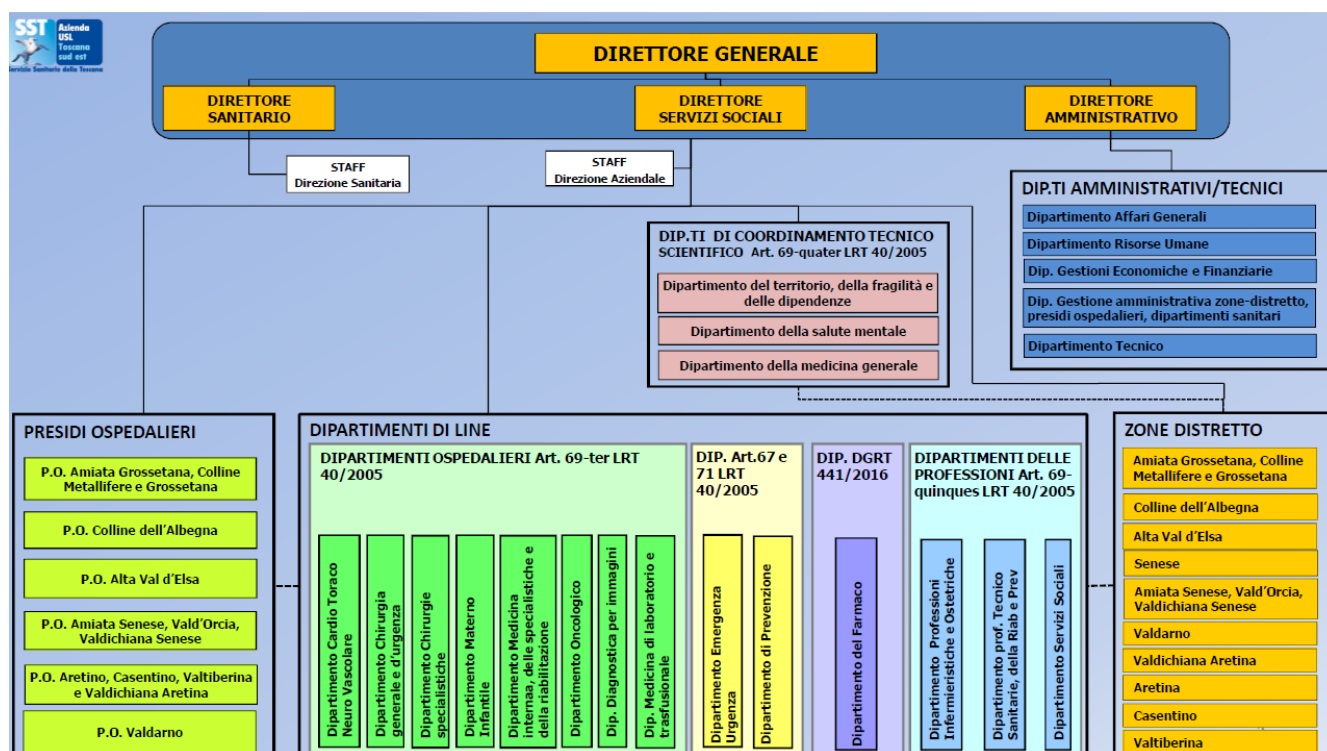 SST
Azienda
USL
Toscana
sud est
Servizio Sanitario della Toscana
DIRETTORE GENERALE
DIRETTORE
SANITARIO
DIRETTORE
SERVIZI SOCIALI
DIRETTORE
AMMINISTRATIVO
STAFF
Direzione Sanitaria
STAFF
Direzione Aziendale
DIP.TI AMMINISTRATIVI/TECNICI
Dipartimento Affari Generali
Dipartimento Risorse Umane
Dip. Gestioni Economiche e Finanziarie
Dip. Gestione amministrativa zone-distretto,
presidi ospedalieri, dipartimenti sanitari
Dipartimento Tecnico
DIP.TI DI COORDINAMENTO TECNICO
SCIENTIFICO Art. 69-quater LRT 40/2005
Dipartimento del territorio, della fragilità e
delle dipendenze
Dipartimento della salute mentale
Dipartimento della medicina generale
PRESIDI OSPEDALIERI
P.O. Amiata Grossetana, Colline
Metallifere e Grossetana
P.O. Colline dell'Albegna
P.O. Alta Val d'Elsa
P.O. Amiata Senese, Vald'Orcia,
Valdichiana Senese
P.O. Aretino, Casentino, Valtiberina
e Valdichiana Aretina
P.O. Valdarno
DIPARTIMENTI DI LINE
DIPARTIMENTI OSPEDALIERI Art. 69-ter LRT
40/2005
Dipartimento Cardio Toraco
Neuro Vascolare
Dipartimento Chirurgia
generale e d'urgenza
Dipartimento Chirurgie
specialistiche
Dipartimento Materno
Infantile
Dipartimento Medicina
internaa, delle specialistiche e
della riabilitazione
Dipartimento Oncologico
Dip. Diagnostica per immagini
Dip. Medicina di laboratorio e
trasfusionale
DIP. Art.67 e
71 LRT
40/2005
Dipartimento Emergenza
Urgenza
Dipartimento di Prevenzione
DIP. DGRT
441/2016
Dipartimento del Farmaco
DIPARTIMENTI DELLE
PROFESSIONI Art. 69-
quinques LRT 40/2005
Dipartimento Professioni
Infermieristiche e Ostetriche
Dipartimento prof. Tecnico
Sanitarie, della Riab e Prev
Dipartimento Servizi Sociali
ZONE DISTRETTO
Amiata Grossetana, Colline
Metallifere e Grossetana
Colline dell'Albegna
Alta Val d'Elsa
Senese
Amiata Senese, Vald'Orcia,
Valdichiana Senese
Valdarno
Valdichiana Aretina
Aretina
Casentino
Valtiberina